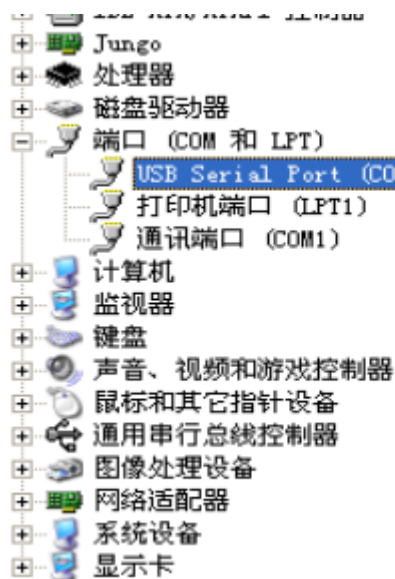 Jungo
处理器
磁盘驱动器
端口 (COM 和 LPT)
USB Serial Port (CO
打印机端口 (LPT1)
通讯端口 (COM1)
计算机
监视器
键盘
声音、视频和游戏控制器
鼠标和其它指针设备
通用串行总线控制器
图像处理设备
网络适配器
系统设备
显示卡